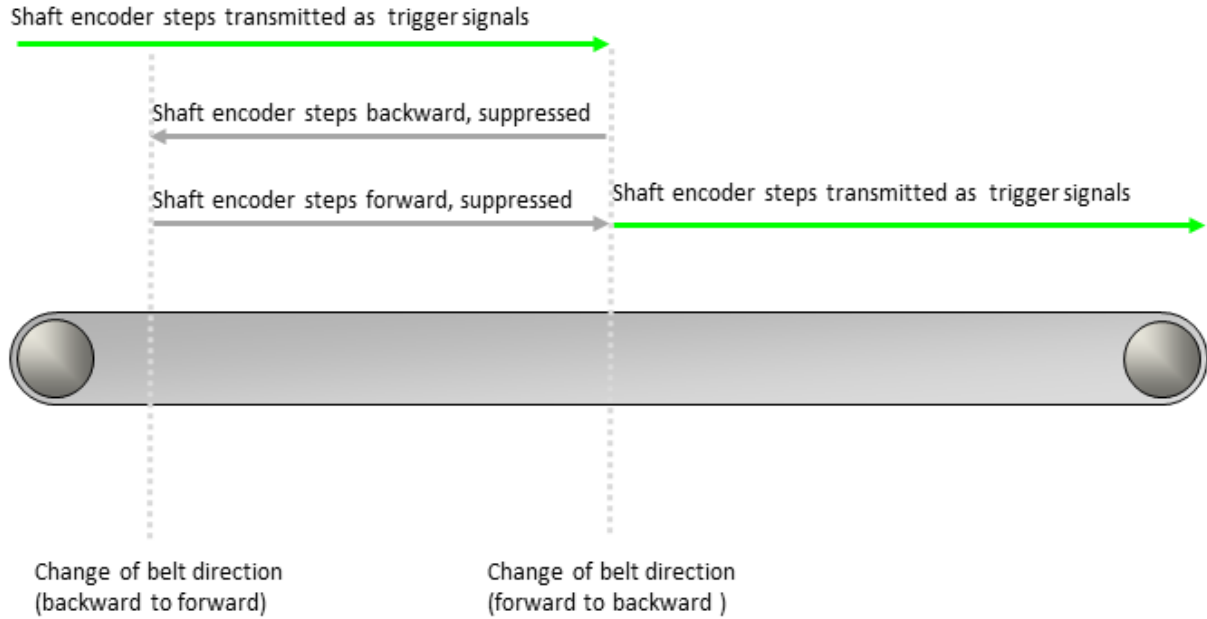 Shaft encoder steps transmitted as trigger signals
Shaft encoder steps backward, suppressed
Shaft encoder steps forward, suppressed
Shaft encoder steps transmitted as trigger signals
Change of belt direction
(backward to forward)
Change of belt direction
(forward to backward )